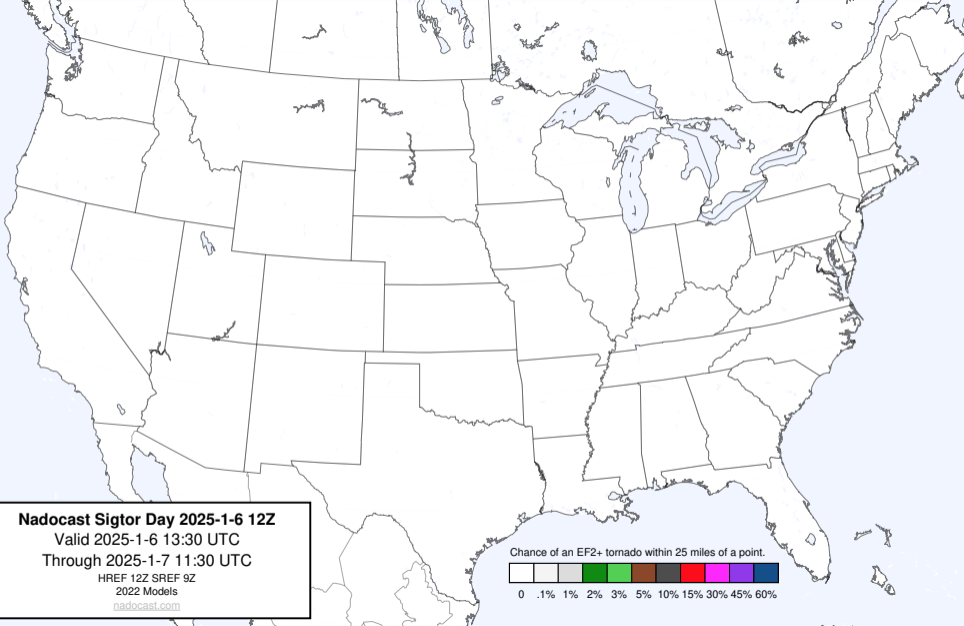 Nadocast Sigtor Day 2025-1-6 12Z
Valid 2025-1-6 13:30 UTC
Through 2025-1-7 11:30 UTC
HREF 12Z SREF 9Z
2022 Models
nadocast.com
Chance of an EF2+ tornado within 25 miles of a point.
0 .1% 1% 2% 3% 5% 10% 15% 30% 45% 60%